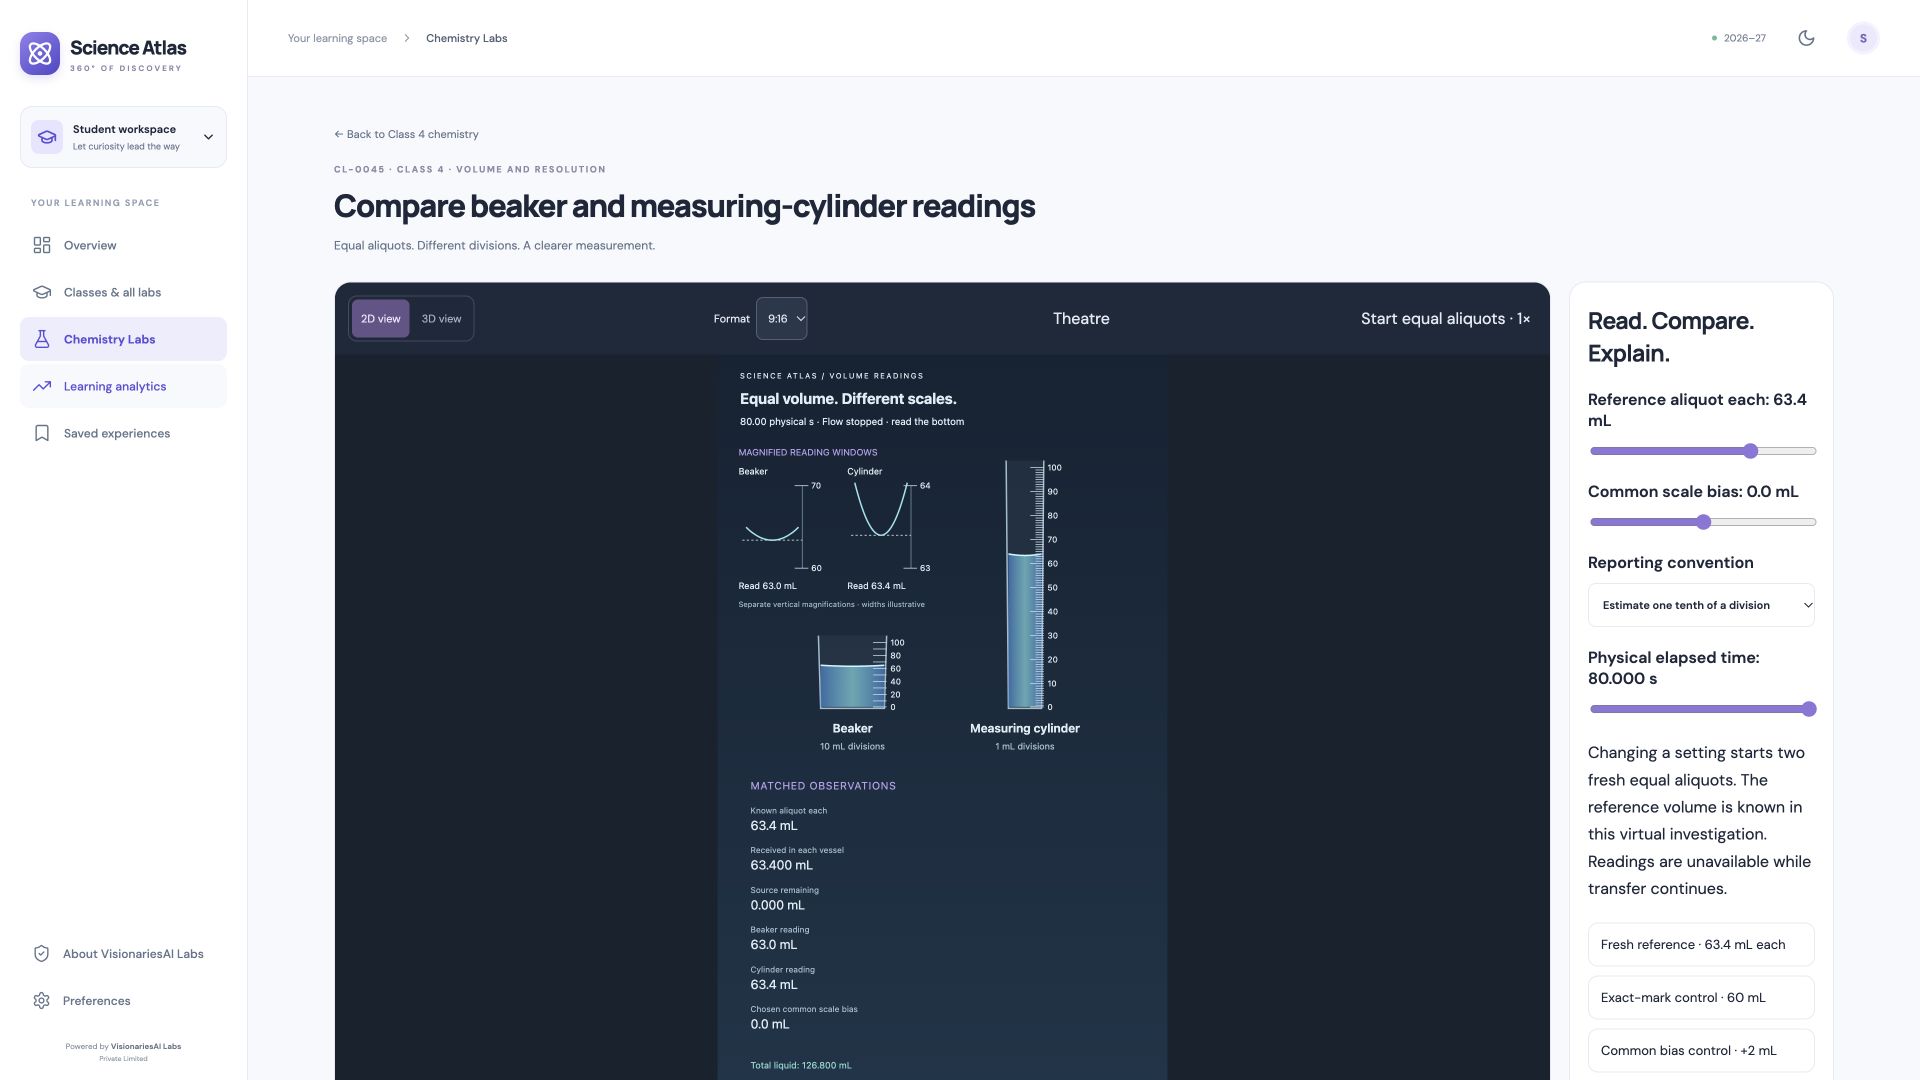 Science Atlas
360° OF DISCOVERY
Student workspace
Let curiosity lead the way
YOUR LEARNING SPACE
Overview
Classes & all labs
Chemistry Labs
Learning analytics
Saved experiences
About VisionariesAI Labs
Preferences
Powered by VisionariesAI Labs
Private Limited
Your learning space
Chemistry Labs
2026–27
S
← Back to Class 4 chemistry
CL-0045 · CLASS 4 · VOLUME AND RESOLUTION
Compare beaker and measuring-cylinder readings
Equal aliquots. Different divisions. A clearer measurement.
2D view
3D view
Format
9:16
Theatre
Start equal aliquots · 1×
SCIENCE ATLAS / VOLUME READINGS
Equal volume. Different scales.
80.00 physical s · Flow stopped · read the bottom
MAGNIFIED READING WINDOWS
Beaker
Cylinder
70
60
64
63
Read 63.0 mL
Read 63.4 mL
Separate vertical magnifications · widths illustrative
100
80
60
40
20
0
Beaker
10 mL divisions
100
90
80
70
60
50
40
30
20
10
0
Measuring cylinder
1 mL divisions
MATCHED OBSERVATIONS
Known aliquot each
63.4 mL
Received in each vessel
63.400 mL
Source remaining
0.000 mL
Beaker reading
63.0 mL
Cylinder reading
63.4 mL
Chosen common scale bias
0.0 mL
Total liquid: 126.800 mL
Read. Compare.
Explain.
Reference aliquot each: 63.4
mL
Common scale bias: 0.0 mL
Reporting convention
Estimate one tenth of a division
Physical elapsed time:
80.000 s
Changing a setting starts two
fresh equal aliquots. The
reference volume is known in
this virtual investigation.
Readings are unavailable while
transfer continues.
Fresh reference · 63.4 mL each
Exact-mark control · 60 mL
Common bias control · +2 mL